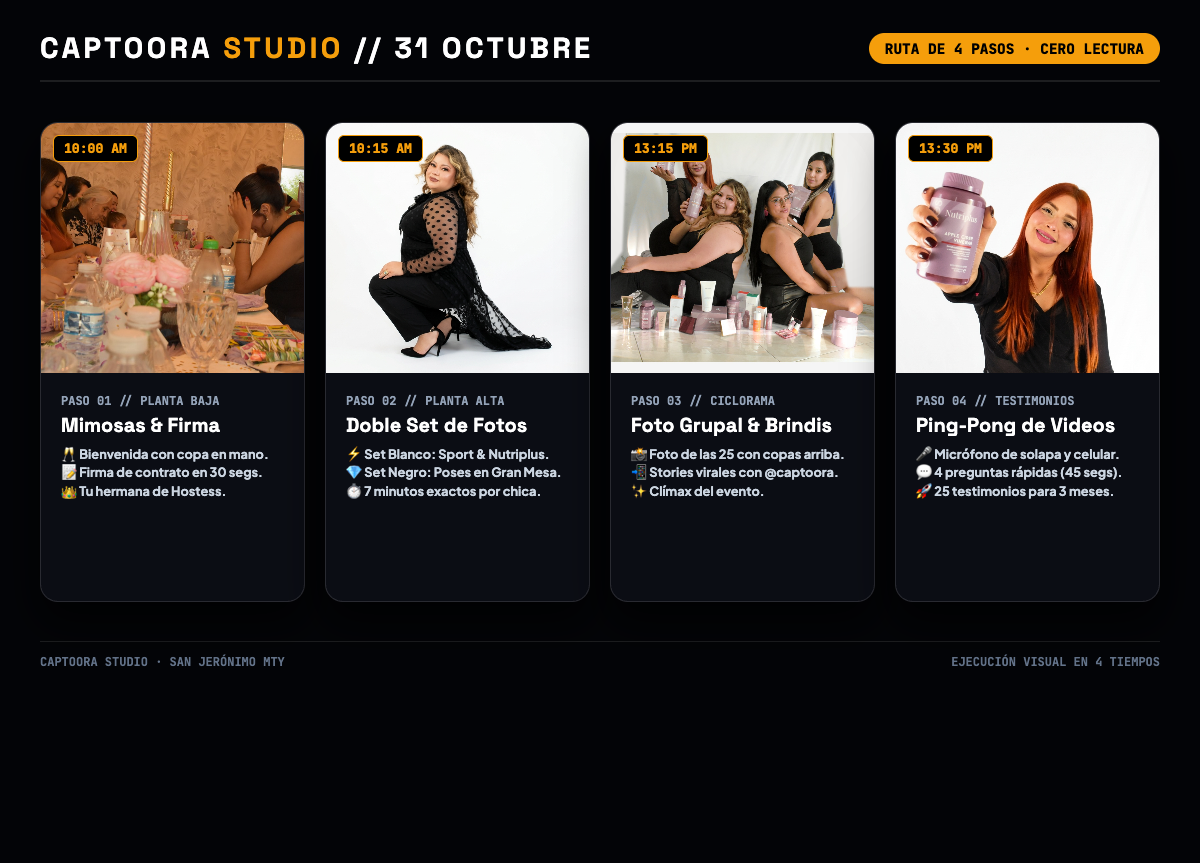 CAPTOORA STUDIO // 31 OCTUBRE
RUTA DE 4 PASOS · CERO LECTURA
10:00 AM
PASO 01 // PLANTA BAJA
Mimosas & Firma
🥂 Bienvenida con copa en mano.
📝 Firma de contrato en 30 segs.
👑 Tu hermana de Hostess.
10:15 AM
PASO 02 // PLANTA ALTA
Doble Set de Fotos
⚡ Set Blanco: Sport & Nutriplus.
💎 Set Negro: Poses en Gran Mesa.
⏱️ 7 minutos exactos por chica.
13:15 PM
PASO 03 // CICLORAMA
Foto Grupal & Brindis
📸 Foto de las 25 con copas arriba.
📲 Stories virales con @captoora.
✨ Clímax del evento.
13:30 PM
Nutriplus
APPLE CIDER
VINEGAR
PASO 04 // TESTIMONIOS
Ping-Pong de Videos
🎤 Micrófono de solapa y celular.
💬 4 preguntas rápidas (45 segs).
🚀 25 testimonios para 3 meses.
CAPTOORA STUDIO · SAN JERÓNIMO MTY
EJECUCIÓN VISUAL EN 4 TIEMPOS